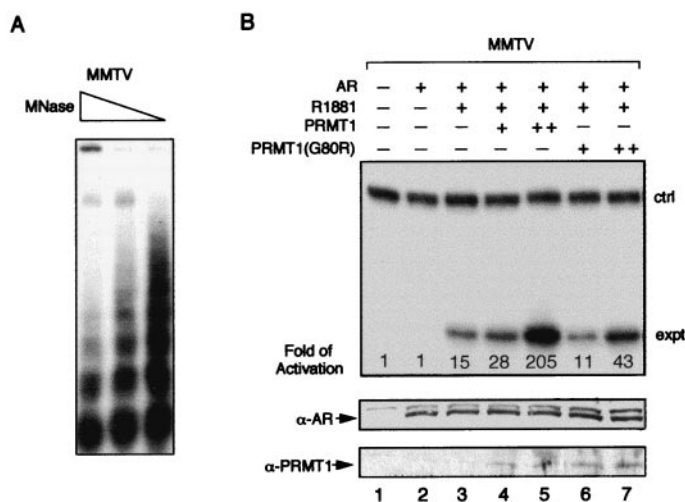 A
MMTV
MNase
B
MMTV
AR – + + + + + +
R1881 – – + + + + +
PRMT1 – – – + ++ – –
PRMT1(G80R) – – – – – + ++
ctrl
expt
Fold of Activation 1 1 15 28 205 11 43
α-AR
α-PRMT1
1 2 3 4 5 6 7